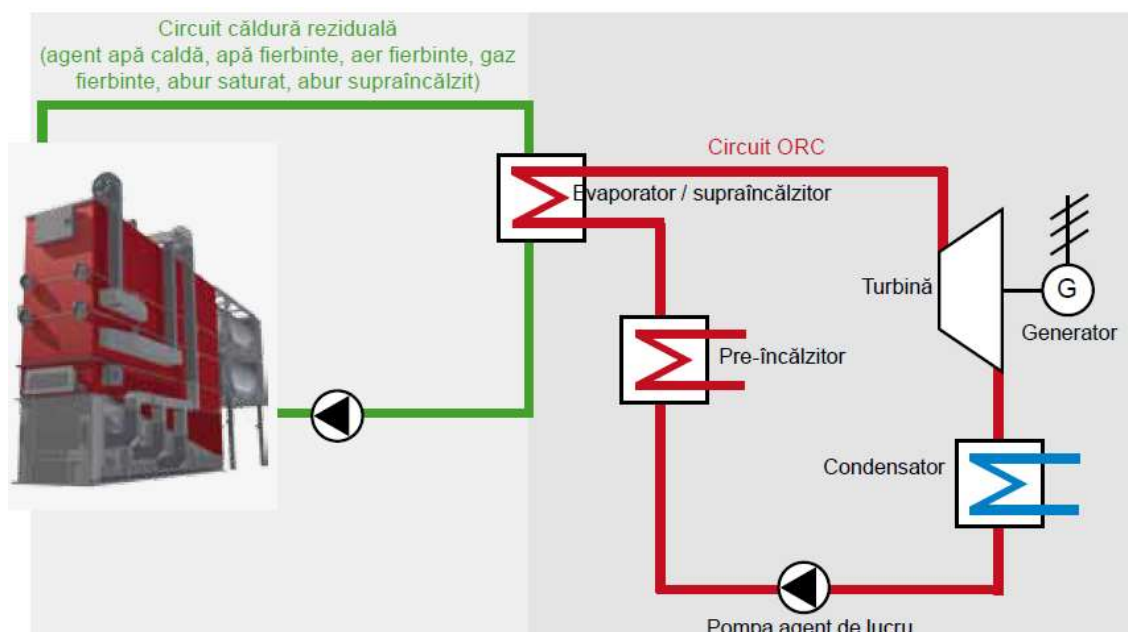 Circuit căldură reziduală
(agent apă caldă, apă fierbinte, aer fierbinte, gaz
fierbinte, abur saturat, abur supraîncălzit)
Circuit ORC
Evaporator / supraîncălzitor
Turbină
G
Generator
Pre-încălzitor
Condensator
Pompa agent de lucru